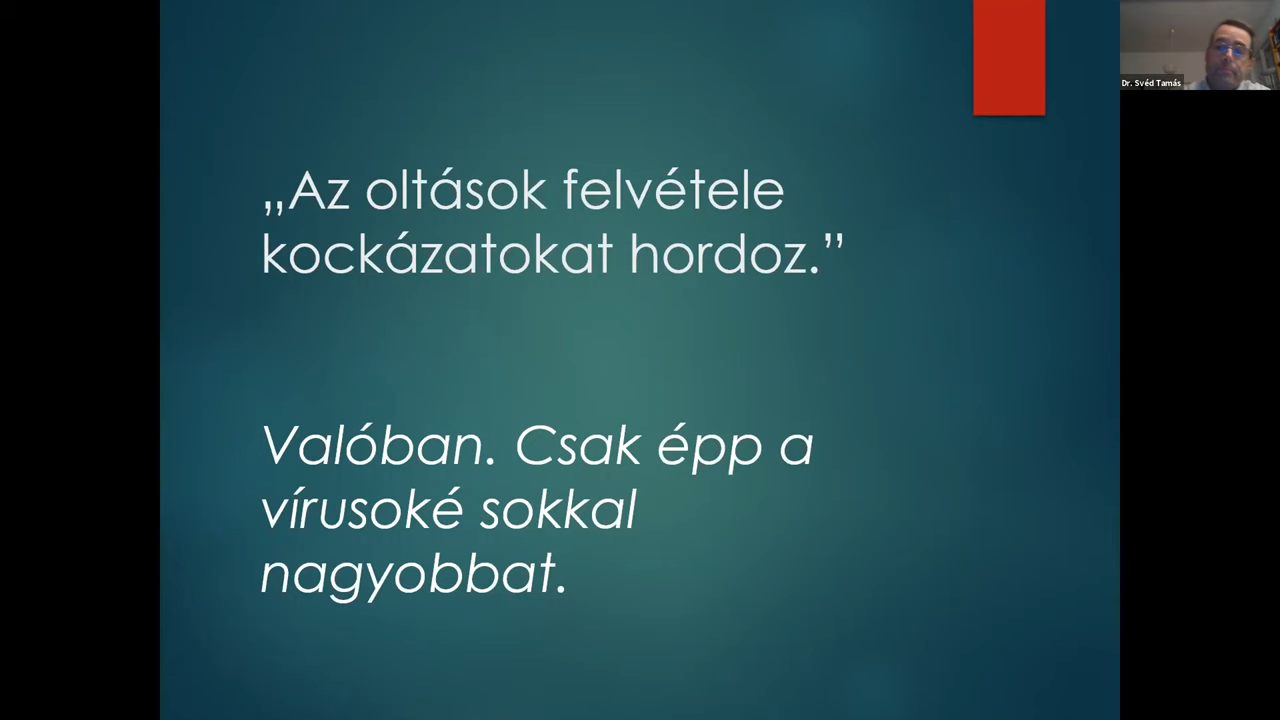 „Az oltások felvétele
kockázatokat hordoz.”
Valóban. Csak épp a
vírusoké sokkal
nagyobbat.
Dr. Svéd Tamás